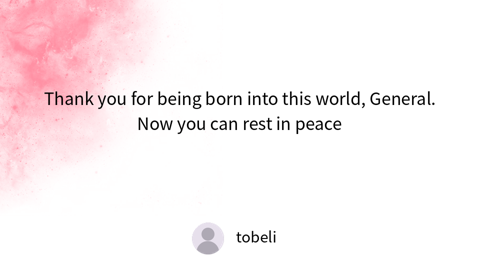 Thank you for being born into this world, General.
Now you can rest in peace
tobeli